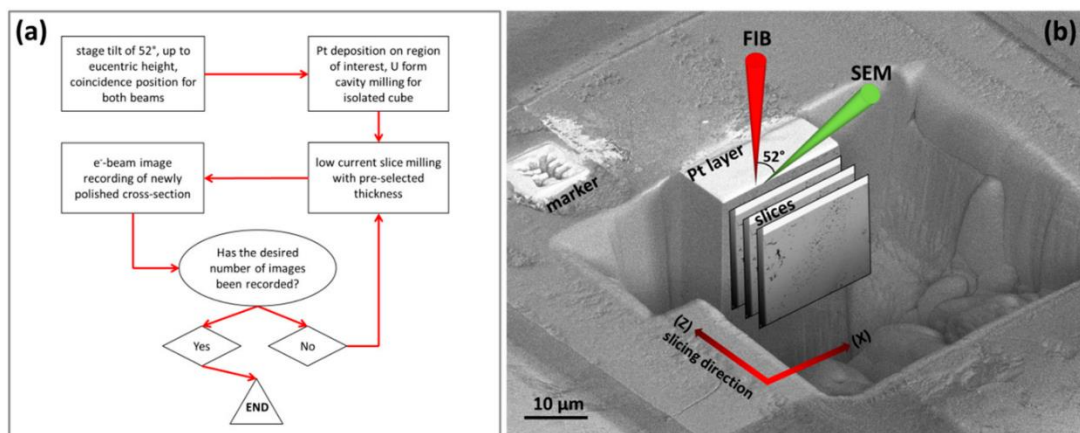 (a)
stage tilt of 52°, up to
eucentric height,
coincidence position for
both beams
Pt deposition on region
of interest, U form
cavity milling for
isolated cube
e⁻-beam image
recording of newly
polished cross-section
low current slice milling
with pre-selected
thickness
Has the desired
number of images
been recorded?
Yes
No
END
(b)
FIB
SEM
52°
Pt layer
marker
slices
(Z)
(X)
slicing direction
10 µm